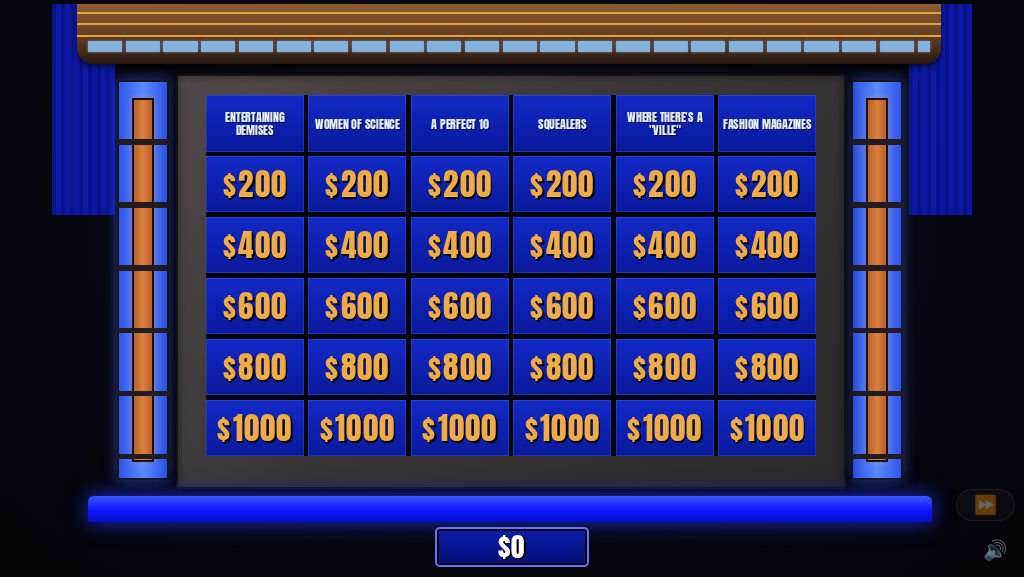 ENTERTAINING
DEMISES
WOMEN OF SCIENCE
A PERFECT 10
SQUEALERS
WHERE THERE'S A
"VILLE"
FASHION MAGAZINES
$200 $200 $200 $200 $200 $200
$400 $400 $400 $400 $400 $400
$600 $600 $600 $600 $600 $600
$800 $800 $800 $800 $800 $800
$1000 $1000 $1000 $1000 $1000 $1000
$0